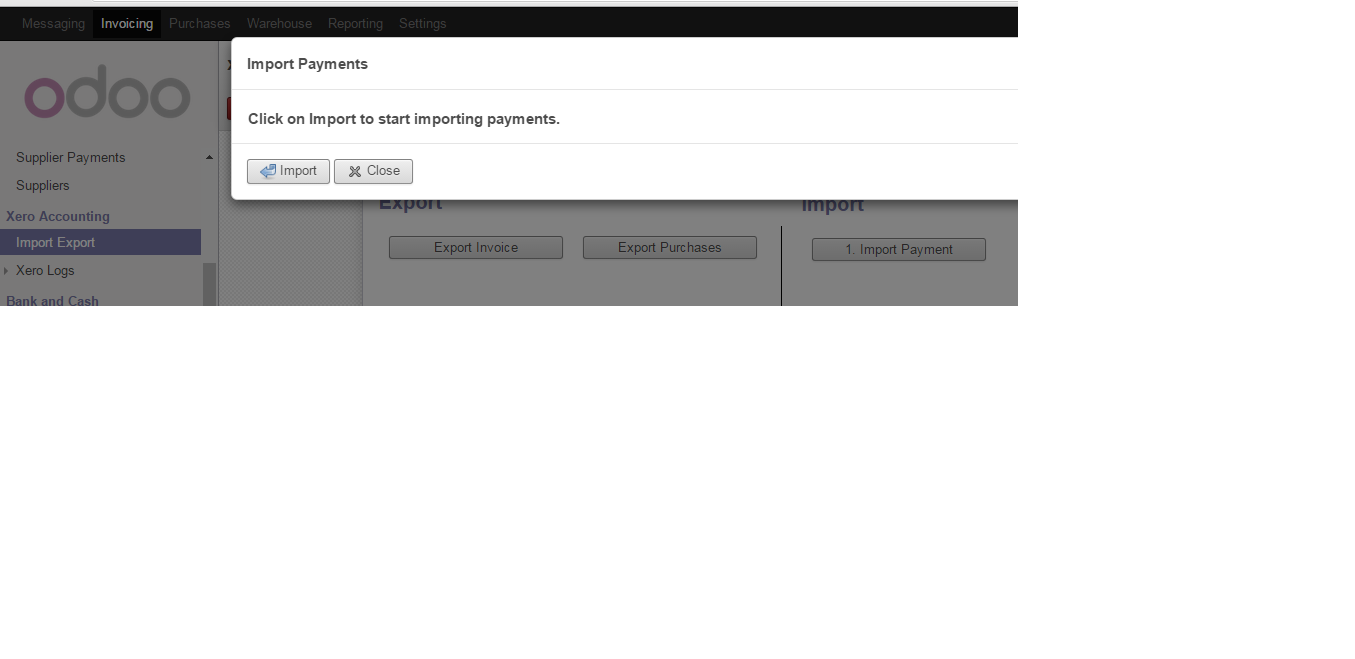 Messaging Invoicing Purchases Warehouse Reporting Settings
odoo
Import Payments
Click on Import to start importing payments.
Import Close
Supplier Payments
Suppliers
Xero Accounting
Import Export
Xero Logs
Bank and Cash
Export
Import
Export Invoice Export Purchases 1. Import Payment